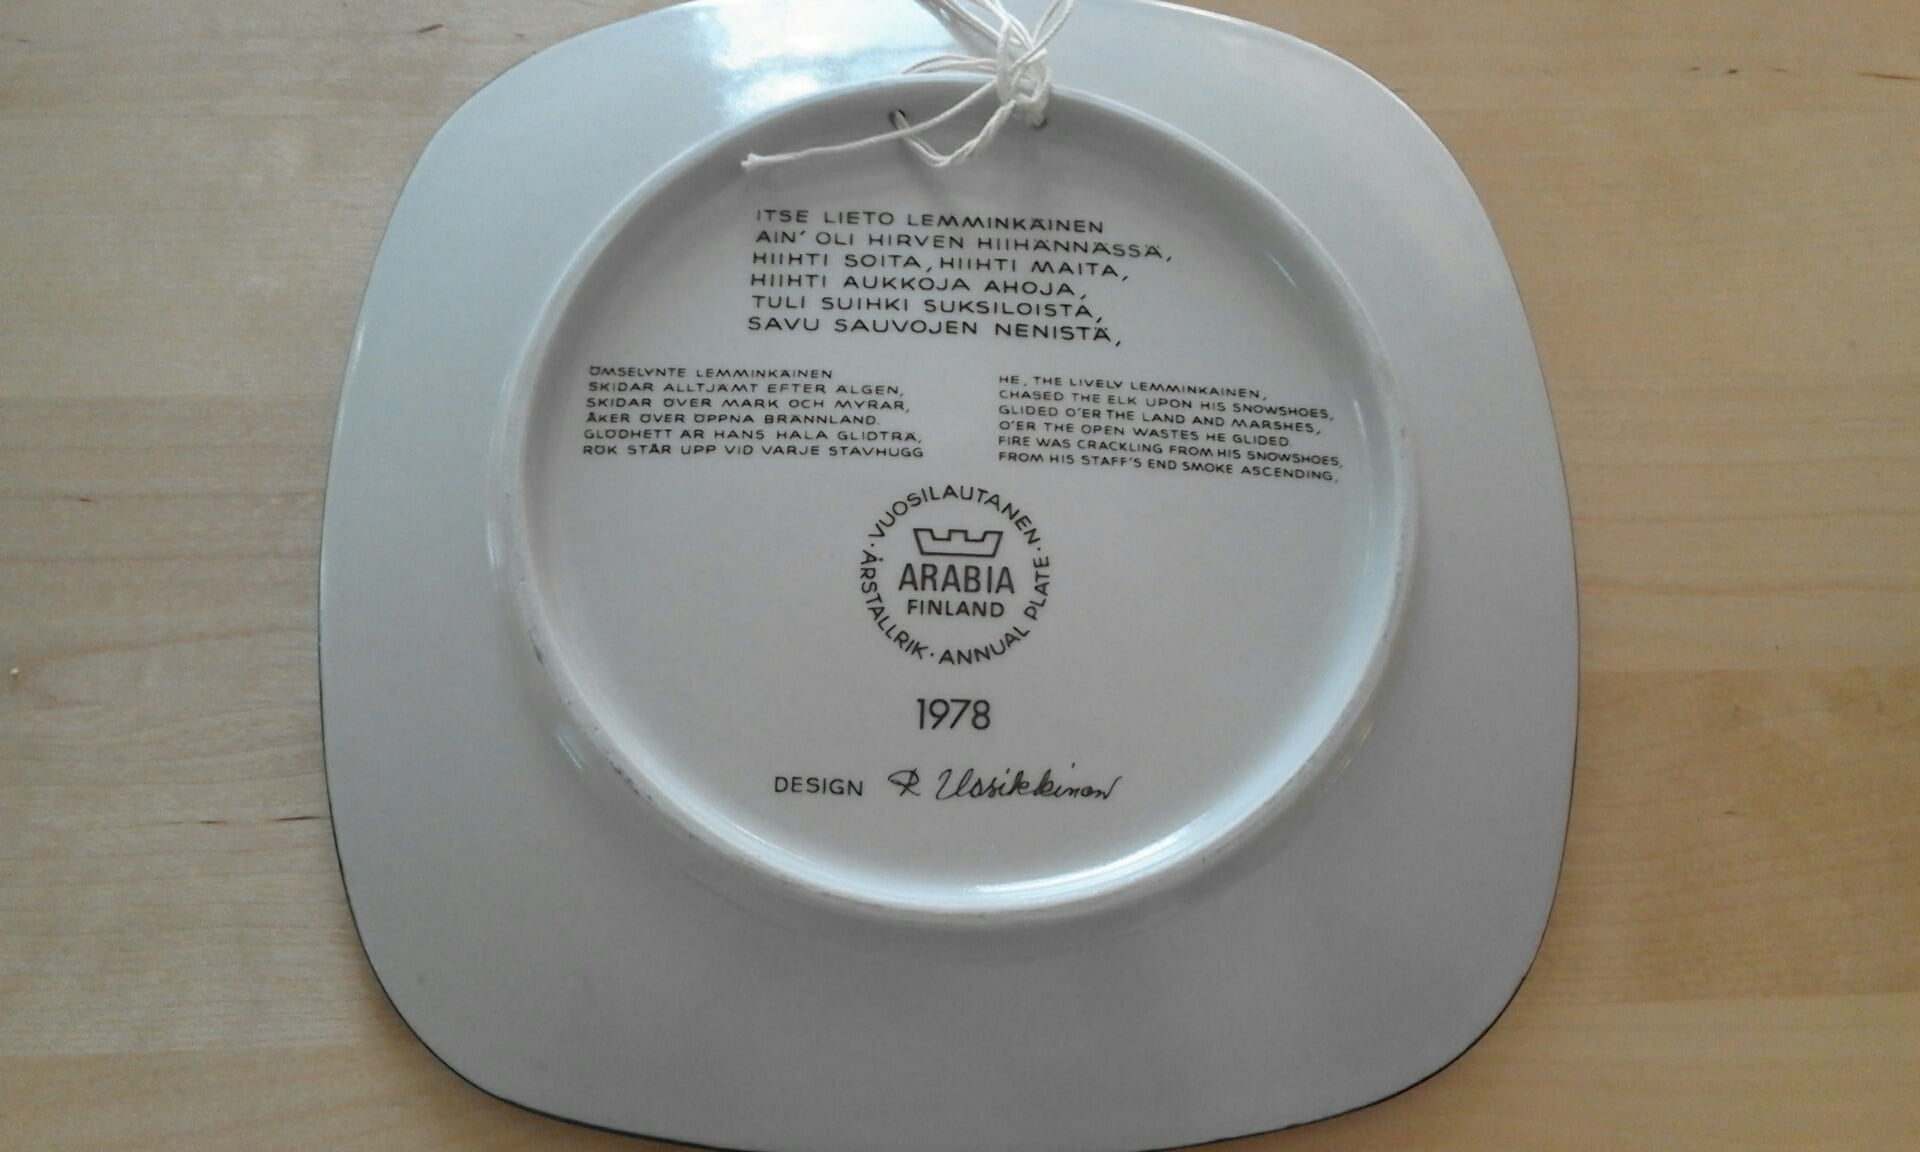 ITSE LIETO LEMMINKÄINEN
AIN' OLI HIRVEN HIIHÄNNÄSSÄ,
HIIHTI SOITA, HIIHTI MAITA,
HIIHTI AUKKOJA AHOJA,
TULI SUIHKI SUKSILOISTA,
SAVU SAUVOJEN NENISTÄ,
ÖMSELYNTE LEMMINKÄINEN
SKIDAR ALLTJÄMT EFTER ÄLGEN,
SKIDAR ÖVER MARK OCH MYRAR,
ÅKER ÖVER ÖPPNA BRÄNNLAND.
GLÖDHETT ÄR HANS HALA GLIDTRÄ,
RÖK STÅR UPP VID VARJE STAVHUGG
HE, THE LIVELY LEMMINKAINEN,
CHASED THE ELK UPON HIS SNOWSHOES,
GLIDED O'ER THE LAND AND MARSHES,
O'ER THE OPEN WASTES HE GLIDED.
FIRE WAS CRACKLING FROM HIS SNOWSHOES,
FROM HIS STAFF'S END SMOKE ASCENDING.
· VUOSILAUTANEN · ANNUAL PLATE · ÅRSTALLRIK
ARABIA
FINLAND
1978
DESIGN R Uosikkinen